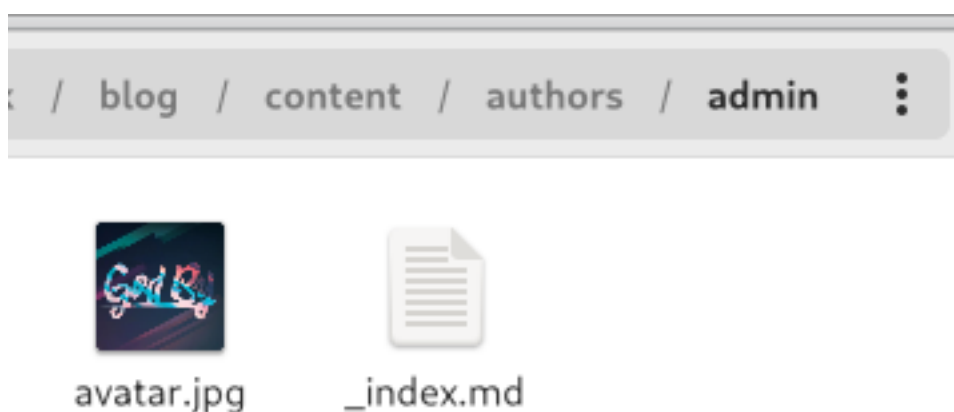 / blog / content / authors / admin
avatar.jpg _index.md